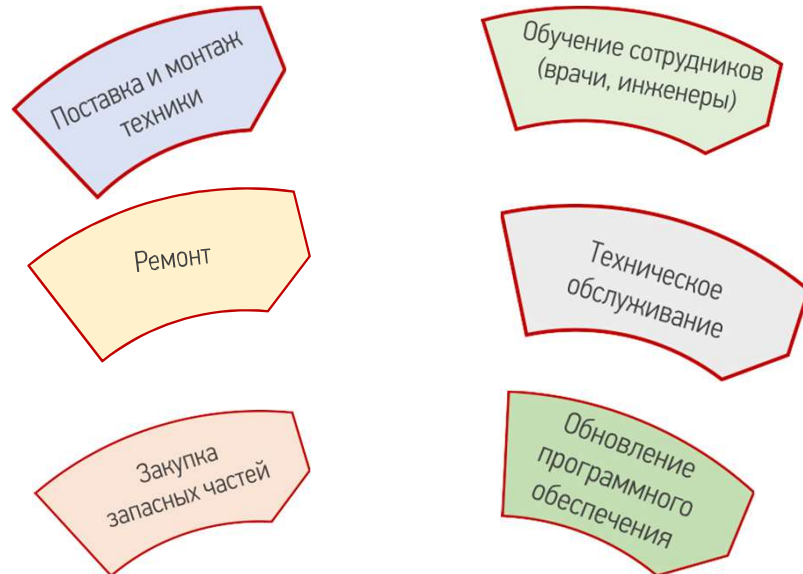 Поставка и монтаж
техники
Обучение сотрудников
(врачи, инженеры)
Ремонт
Техническое
обслуживание
Закупка
запасных частей
Обновление
программного
обеспечения